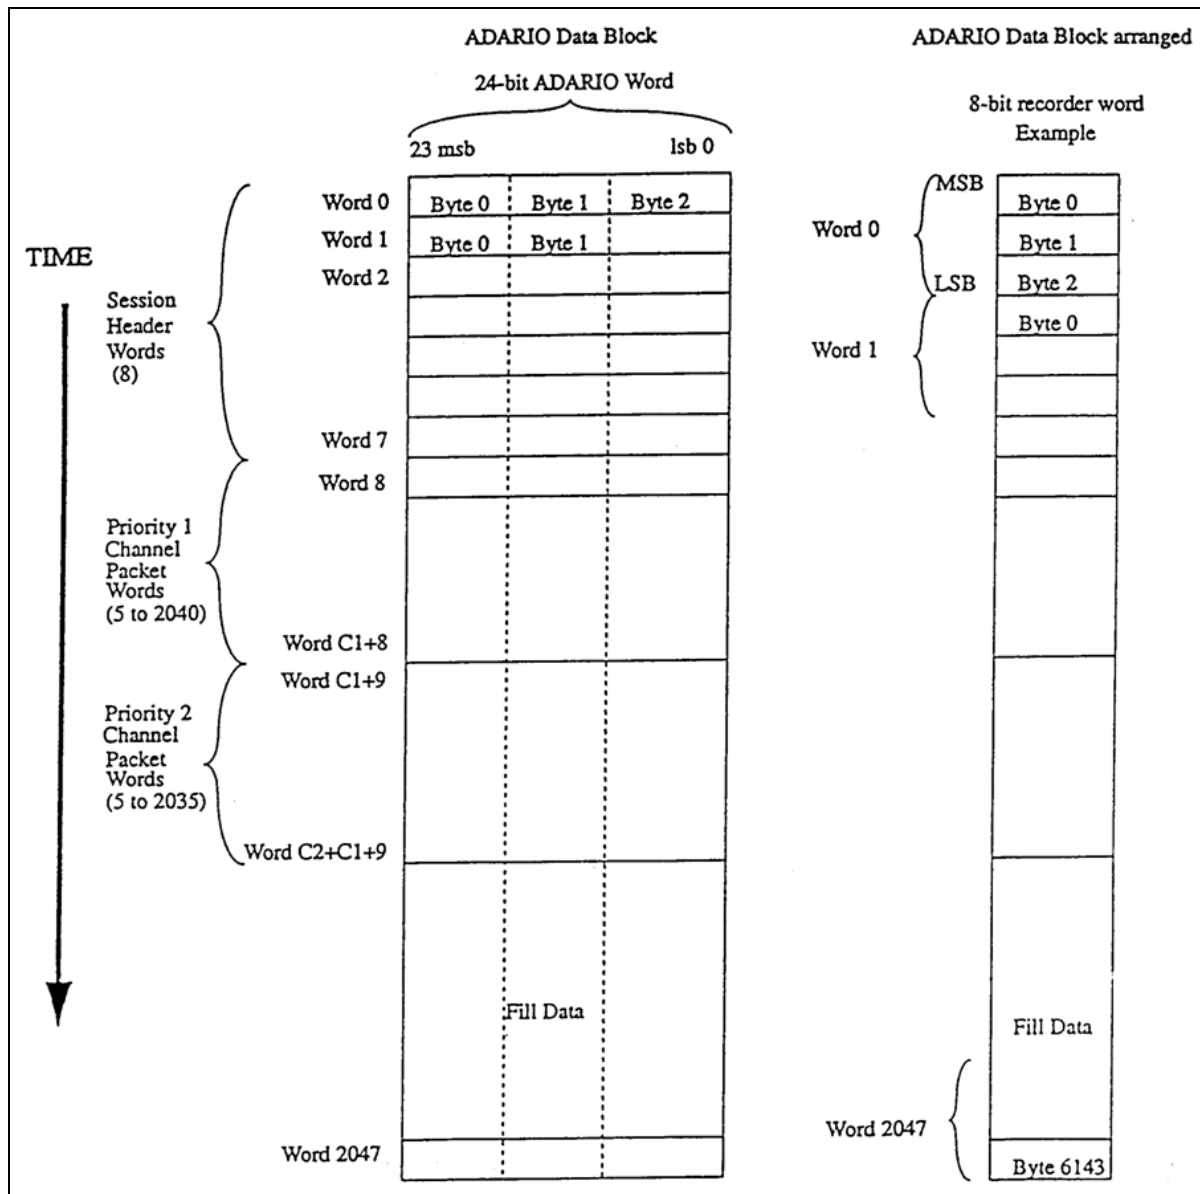 ADARIO Data Block
ADARIO Data Block arranged
24-bit ADARIO Word
8-bit recorder word
Example
23 msb
lsb 0
TIME
Session
Header
Words
(8)
Priority 1
Channel
Packet
Words
(5 to 2040)
Priority 2
Channel
Packet
Words
(5 to 2035)
Word 0
Byte 0
Byte 1
Byte 2
Word 1
Byte 0
Byte 1
Word 2
Word 7
Word 8
Word C1+8
Word C1+9
Word C2+C1+9
Fill Data
Word 2047
MSB
Byte 0
Word 0
Byte 1
LSB
Byte 2
Byte 0
Word 1
Fill Data
Word 2047
Byte 6143